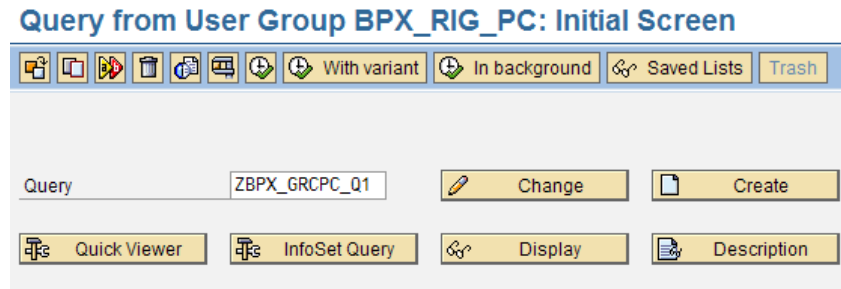 Query from User Group BPX_RIG_PC: Initial Screen
With variant In background Saved Lists Trash
Query ZBPX_GRCPC_Q1 Change Create
Quick Viewer InfoSet Query Display Description